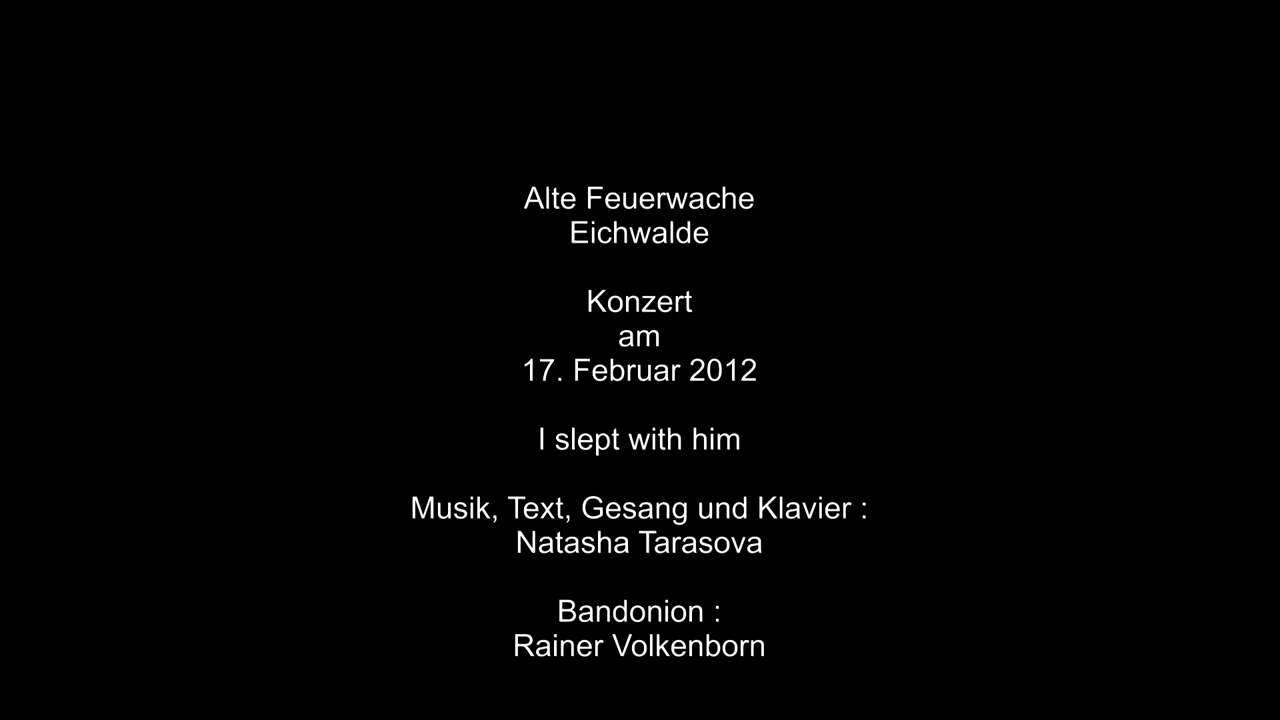 Alte Feuerwache
Eichwalde
Konzert
am
17. Februar 2012
I slept with him
Musik, Text, Gesang und Klavier :
Natasha Tarasova
Bandonion :
Rainer Volkenborn